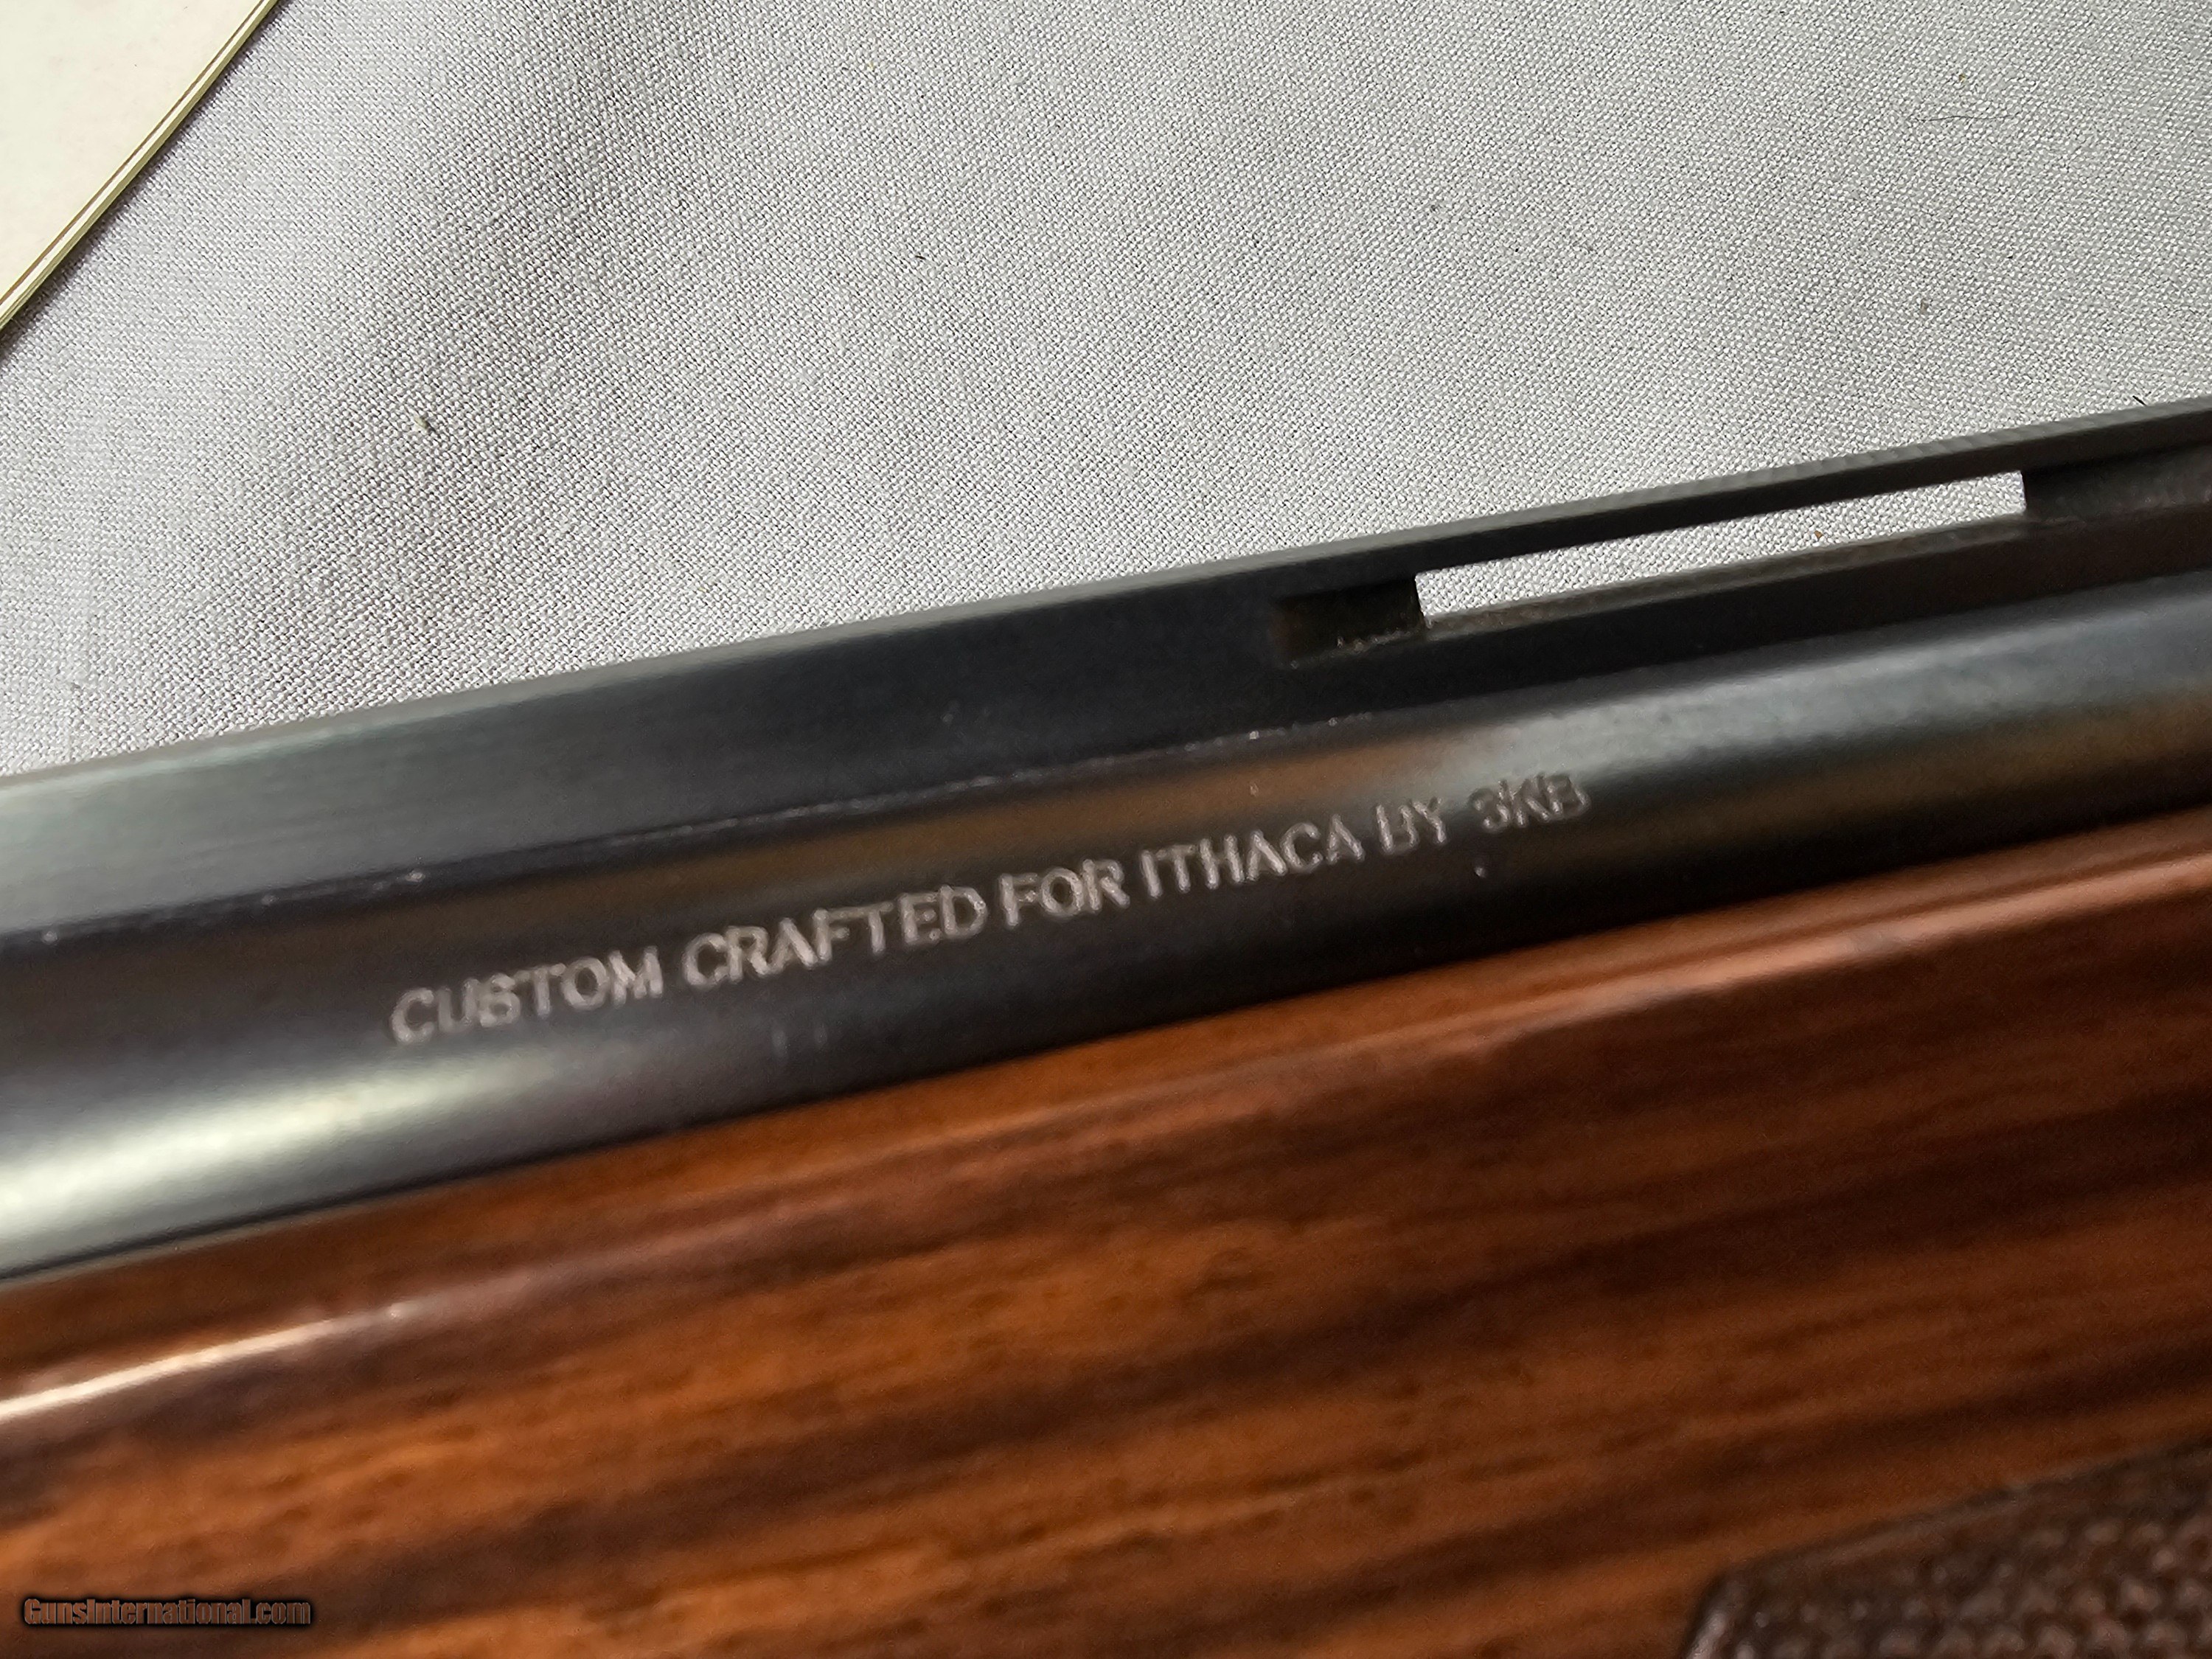 CUSTOM CRAFTED FOR ITHACA BY SKB
GunsInternational.com